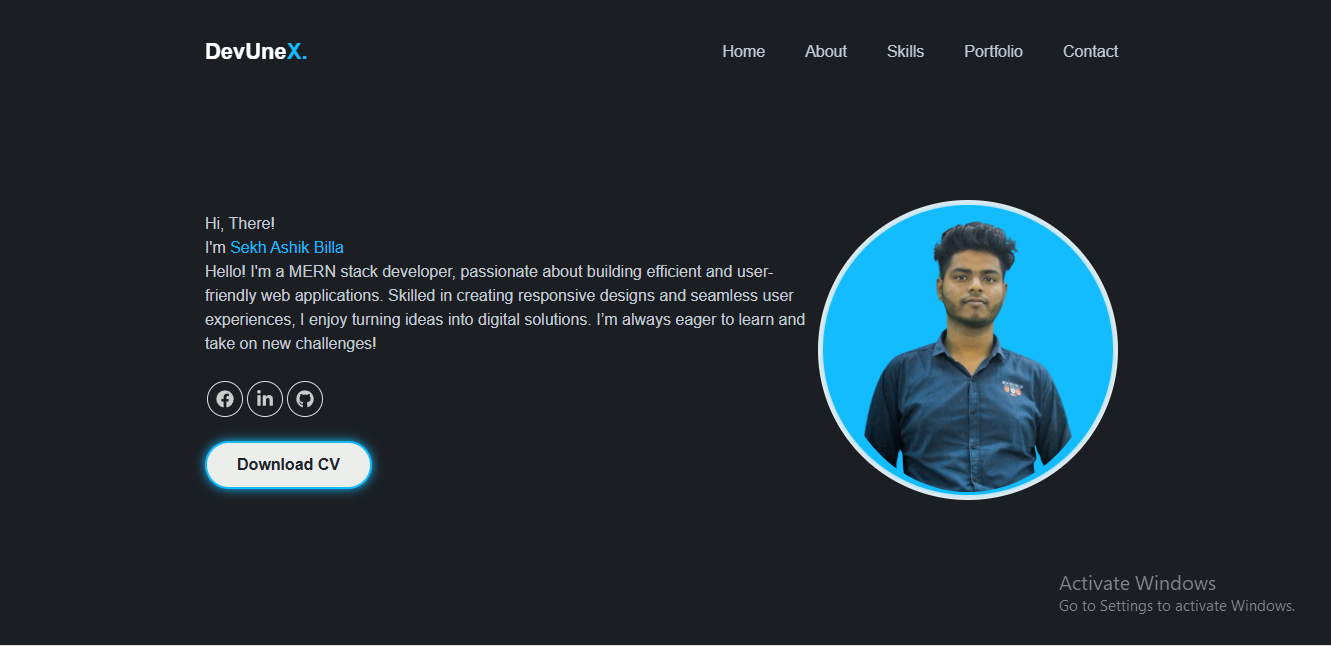 DevUneX.
Home About Skills Portfolio Contact
Hi, There!
I'm Sekh Ashik Billa
Hello! I'm a MERN stack developer, passionate about building efficient and user-
friendly web applications. Skilled in creating responsive designs and seamless user
experiences, I enjoy turning ideas into digital solutions. I’m always eager to learn and
take on new challenges!
in
Download CV
Activate Windows
Go to Settings to activate Windows.